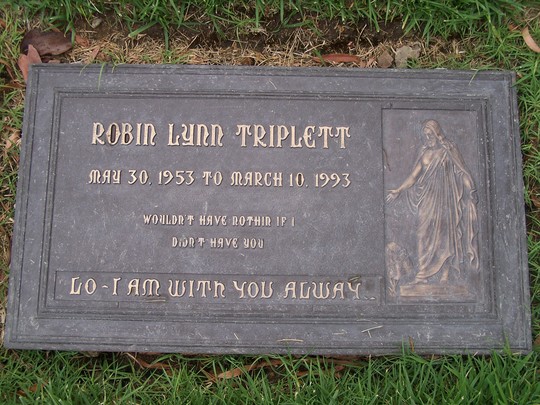 ROBIN LYNN TRIPLETT
MAY 30. 1953 TO MARCH 10. 1993
WOULDN'T HAVE NOTHIN IF I
DIDN'T HAVE YOU
LO-I AM WITH YOU ALWAY